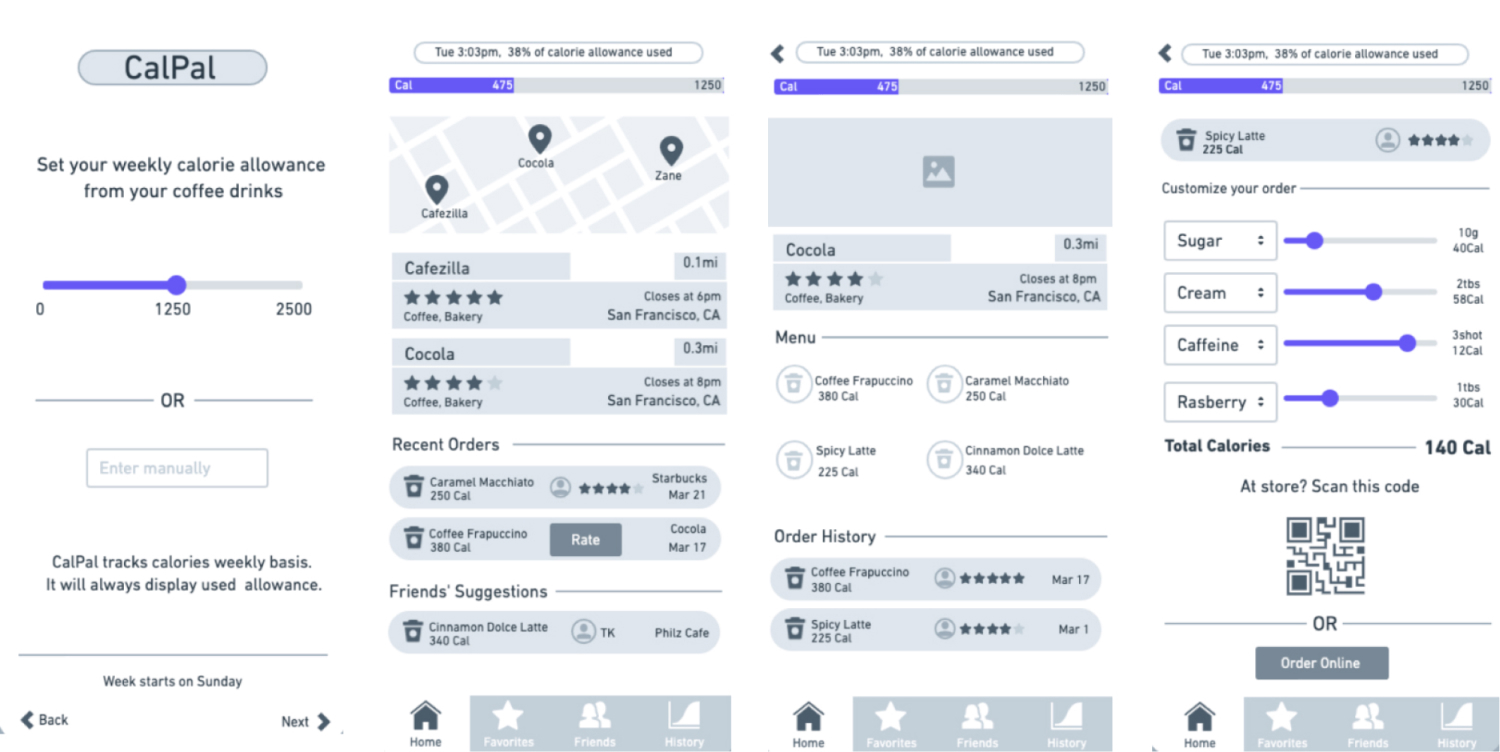 CalPal
Set your weekly calorie allowance
from your coffee drinks
0 1250 2500
OR
Enter manually
CalPal tracks calories weekly basis.
It will always display used allowance.
Week starts on Sunday
Back Next
Tue 3:03pm, 38% of calorie allowance used
Cal 475 1250
Cocola
Zane
Cafezilla
Cafezilla 0.1mi
Closes at 6pm
Coffee, Bakery San Francisco, CA
Cocola 0.3mi
Closes at 8pm
Coffee, Bakery San Francisco, CA
Recent Orders
Caramel Macchiato Starbucks
250 Cal Mar 21
Coffee Frapuccino Rate Cocola
380 Cal Mar 17
Friends' Suggestions
Cinnamon Dolce Latte TK Philz Cafe
340 Cal
Home Favorites Friends History
Tue 3:03pm, 38% of calorie allowance used
Cal 475 1250
Cocola 0.3mi
Closes at 8pm
Coffee, Bakery San Francisco, CA
Menu
Coffee Frapuccino Caramel Macchiato
380 Cal 250 Cal
Spicy Latte Cinnamon Dolce Latte
225 Cal 340 Cal
Order History
Coffee Frapuccino Mar 17
380 Cal
Spicy Latte Mar 1
225 Cal
Home Favorites Friends History
Tue 3:03pm, 38% of calorie allowance used
Cal 475 1250
Spicy Latte
225 Cal
Customize your order
Sugar 10g
40Cal
Cream 2tbs
58Cal
Caffeine 3shot
12Cal
Rasberry 1tbs
30Cal
Total Calories 140 Cal
At store? Scan this code
OR
Order Online
Home Favorites Friends History